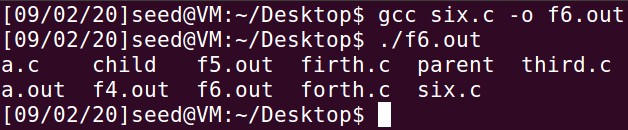 [09/02/20]seed@VM:~/Desktop$ gcc six.c -o f6.out
[09/02/20]seed@VM:~/Desktop$ ./f6.out
a.c    child   f5.out  firth.c  parent  third.c
a.out  f4.out  f6.out  forth.c  six.c
[09/02/20]seed@VM:~/Desktop$